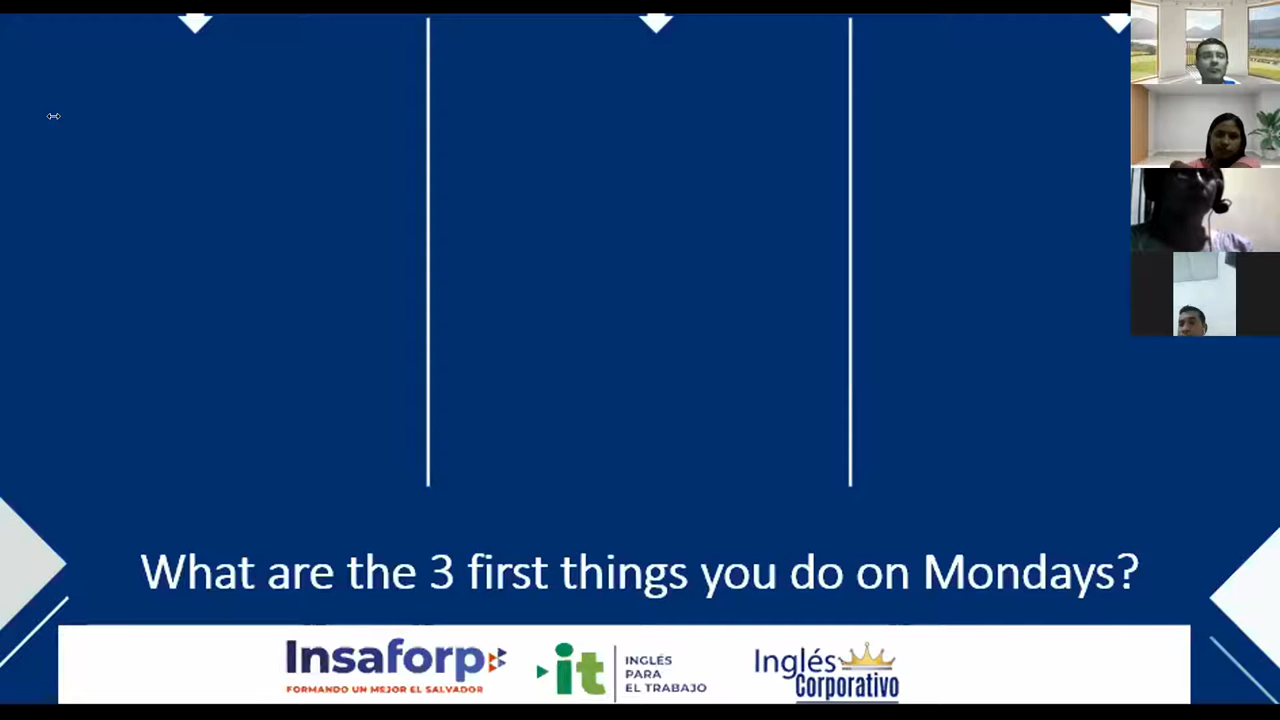 What are the 3 first things you do on Mondays?
Insaforp
FORMANDO UN MEJOR EL SALVADOR
it
INGLÉS
PARA
EL TRABAJO
Inglés
Corporativo